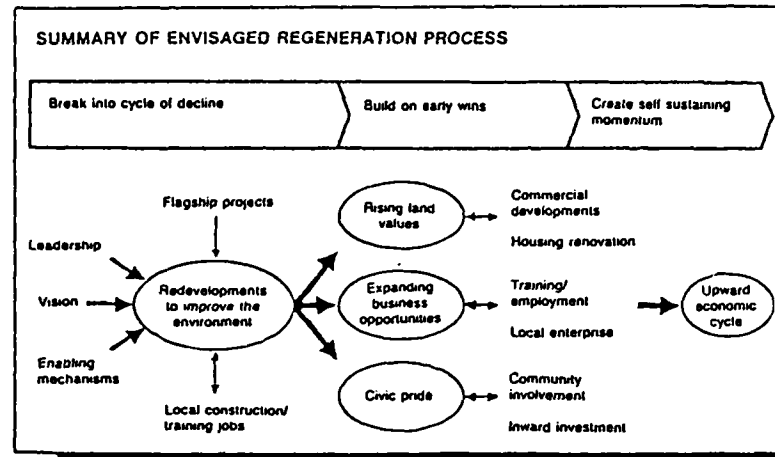 SUMMARY OF ENVISAGED REGENERATION PROCESS
Break into cycle of decline
Build on early wins
Create self sustaining
momentum
Flagship projects
Leadership
Vision
Enabling
mechanisms
Redevelopments
to improve the
environment
Local construction/
training jobs
Rising land
values
Commercial
developments
Housing renovation
Expanding
business
opportunities
Training/
employment
Local enterprise
Upward
economic
cycle
Civic pride
Community
involvement
Inward investment